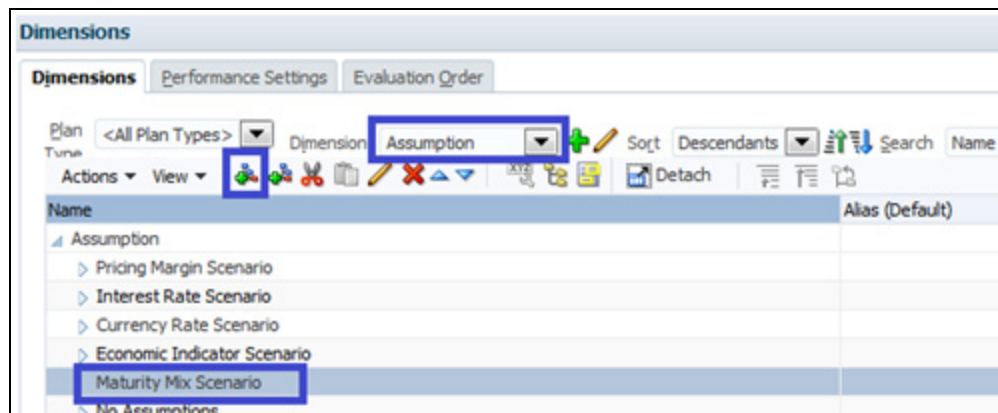 Dimensions
Dimensions Performance Settings Evaluation Order
Plan Type <All Plan Types> Dimension Assumption Sort Descendants Search Name
Actions View Detach
Name Alias (Default)
Assumption
Pricing Margin Scenario
Interest Rate Scenario
Currency Rate Scenario
Economic Indicator Scenario
Maturity Mix Scenario
No Assumptions